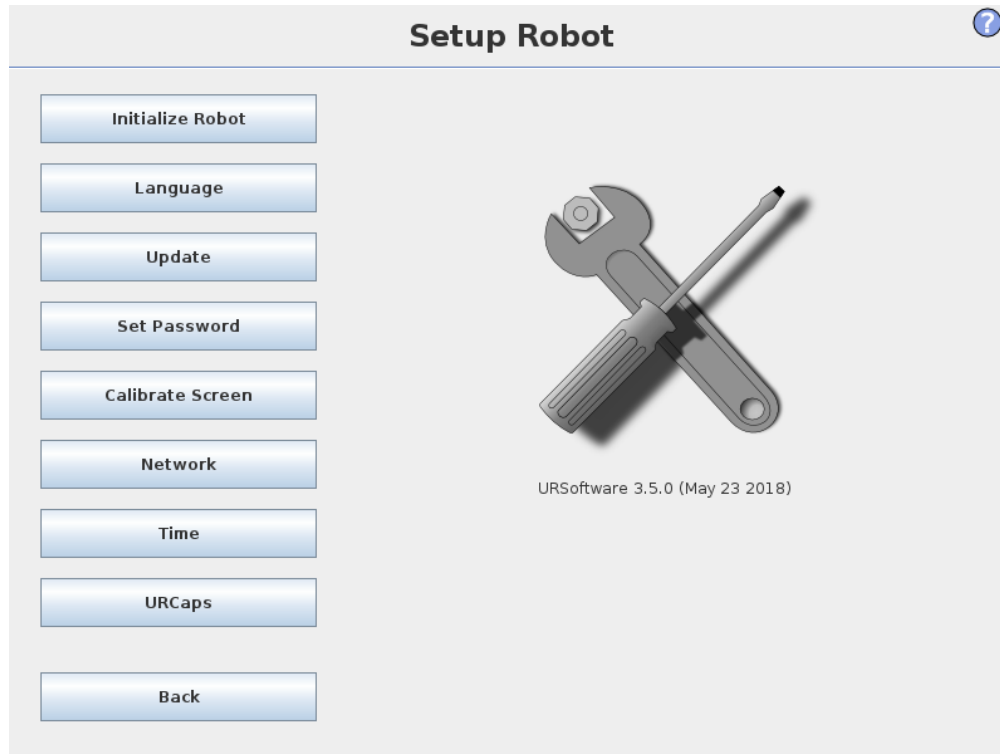 Setup Robot
?
Initialize Robot
Language
Update
Set Password
Calibrate Screen
Network
Time
URCaps
Back
URSoftware 3.5.0 (May 23 2018)